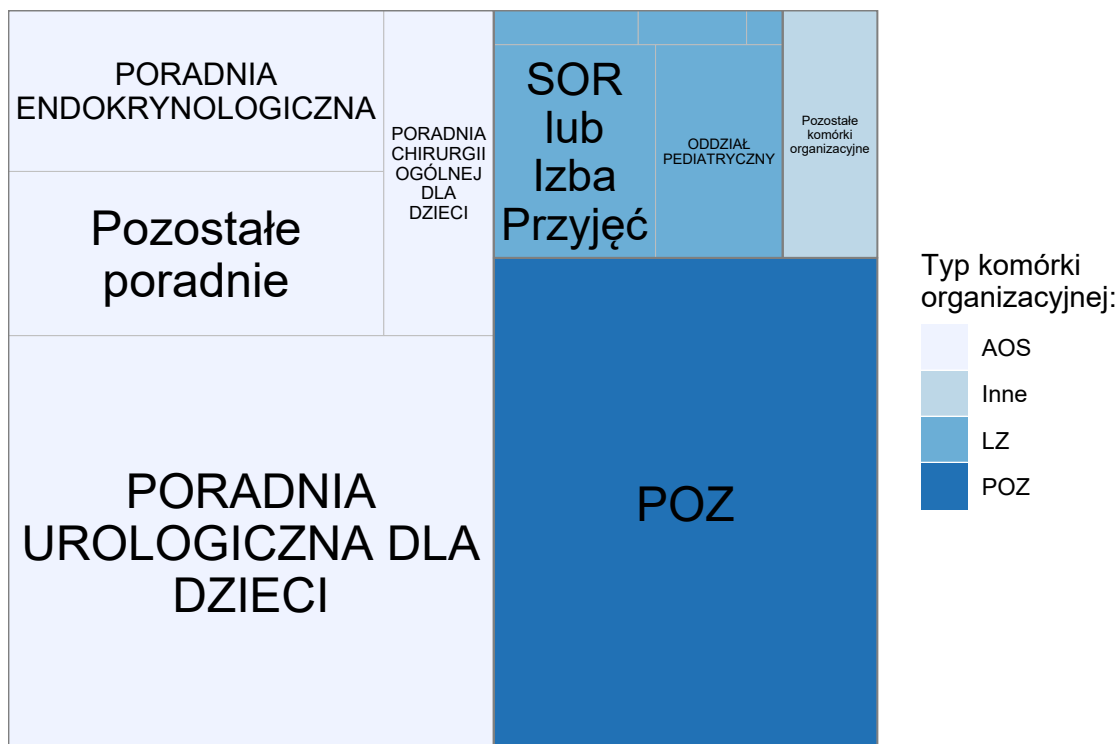 PORADNIA
ENDOKRYNOLOGICZNA
Pozostałe
poradnie
PORADNIA
CHIRURGII
OGÓLNEJ
DLA
DZIECI
PORADNIA
UROLOGICZNA DLA
DZIECI
SOR
lub
Izba
Przyjęć
ODDZIAŁ
PEDIATRYCZNY
Pozostałe
komórki
organizacyjne
POZ
Typ komórki
organizacyjnej:
AOS
Inne
LZ
POZ